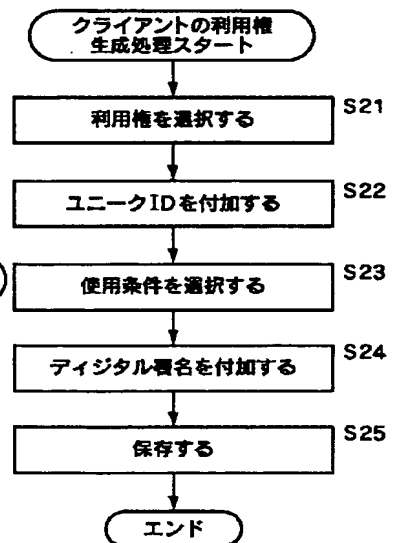 クライアントの利用権
生成処理スタート
利用権を選択する
S21
ユニークIDを付加する
S22
使用条件を選択する
S23
ディジタル署名を付加する
S24
保存する
S25
エンド